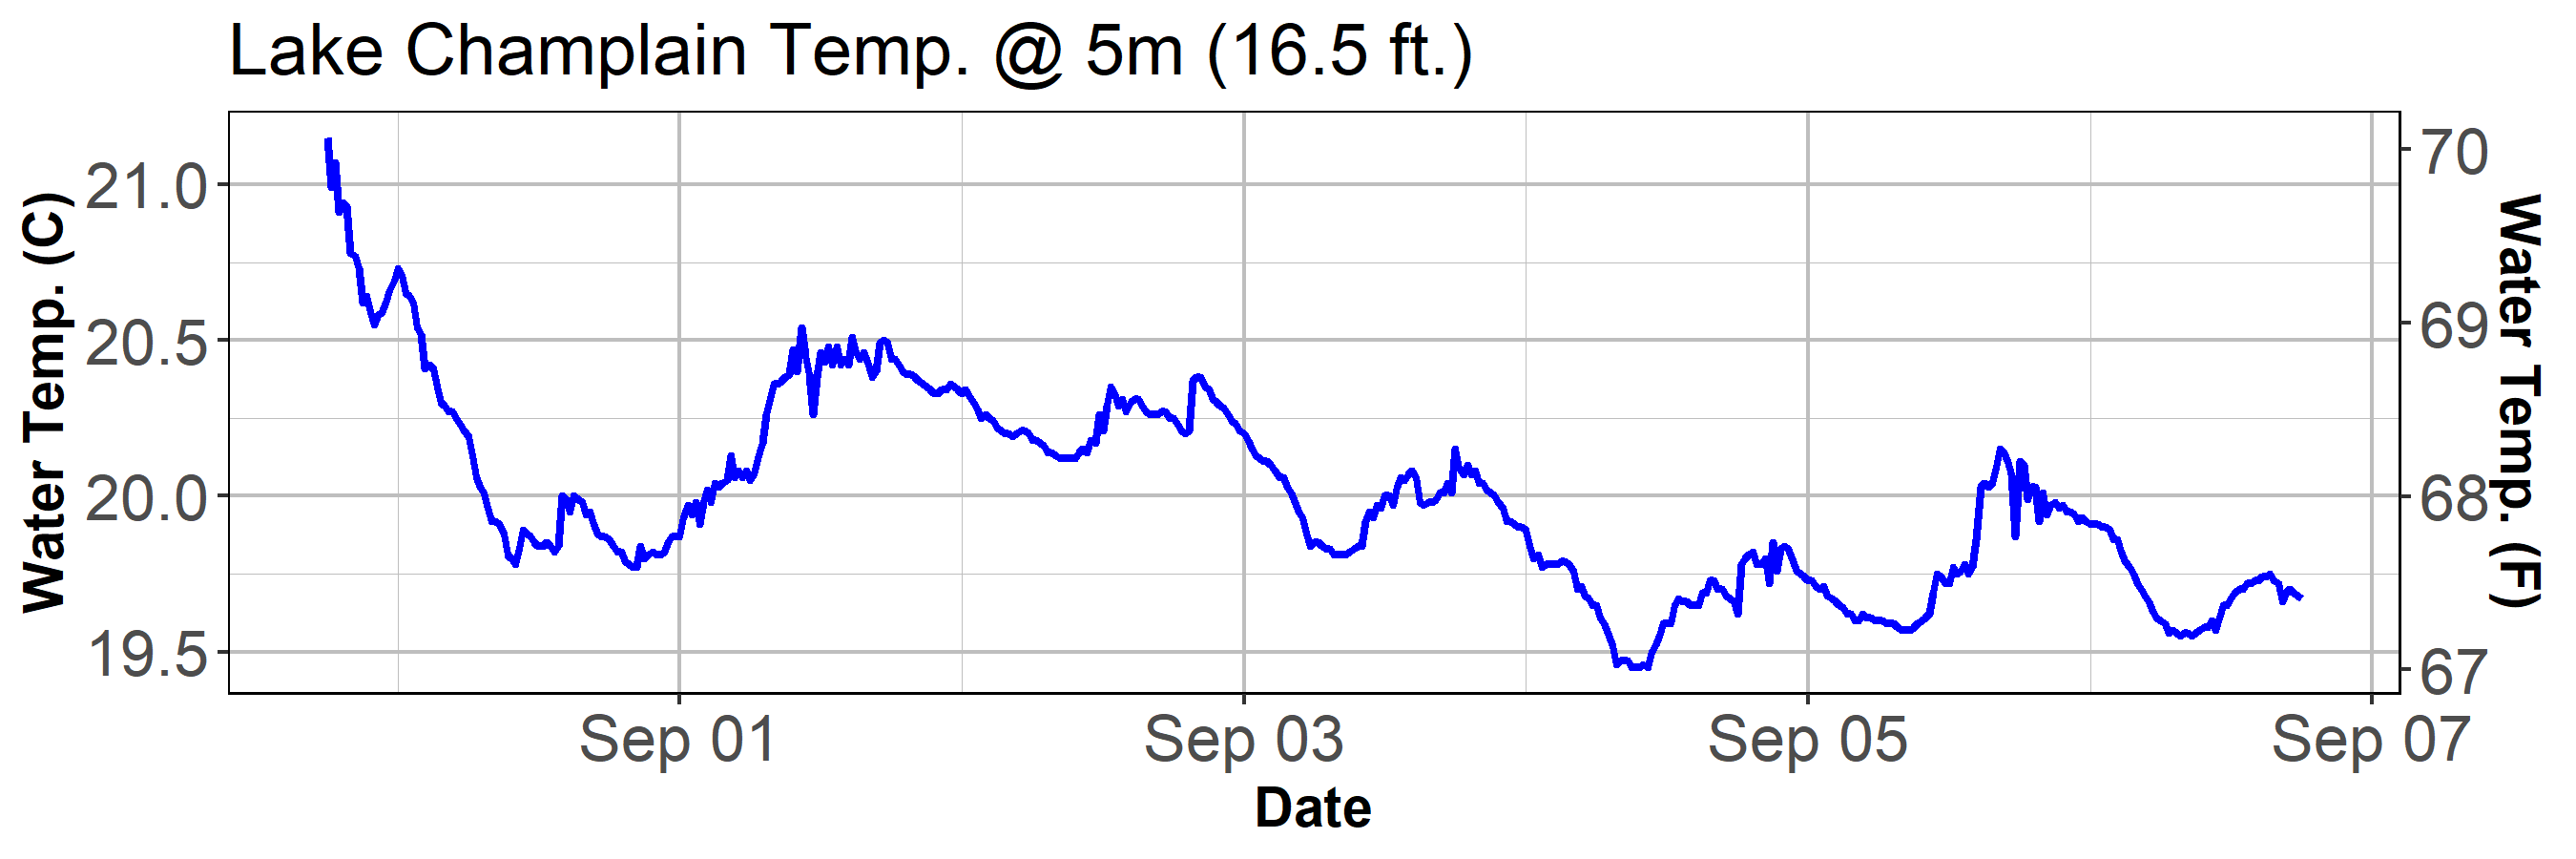 Lake Champlain Temp. @ 5m (16.5 ft.)
Water Temp. (C)
21.0
20.5
20.0
19.5
70
69
68
67
Water Temp. (F)
Sep 01
Sep 03
Sep 05
Sep 07
Date